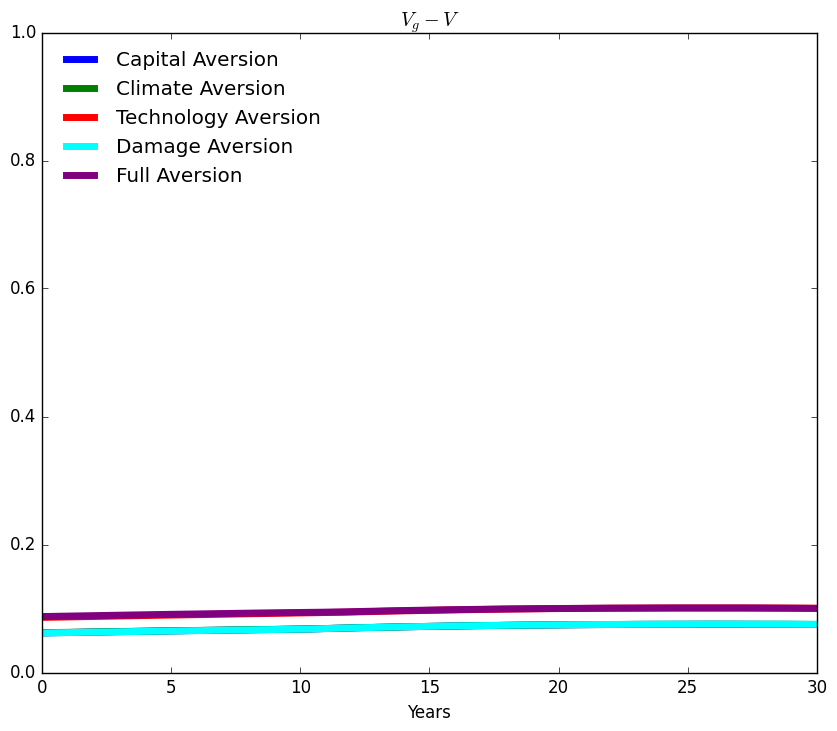 V_g − V
1.0
Capital Aversion
Climate Aversion
Technology Aversion
Damage Aversion
Full Aversion
0.8
0.6
0.4
0.2
0.0
0 5 10 15 20 25 30
Years